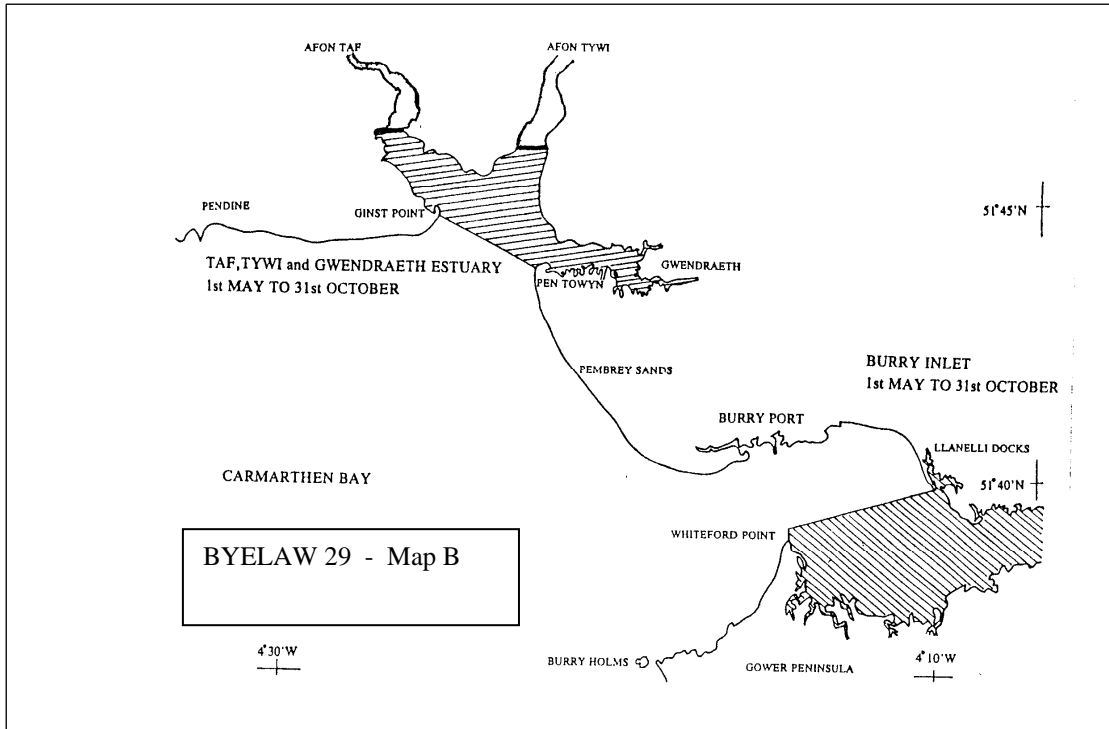 AFON TAF
AFON TYWI
PENDINE
GINST POINT
51°45'N
TAF,TYWI and GWENDRAETH ESTUARY
1st MAY TO 31st OCTOBER
GWENDRAETH
PEN TOWYN
PEMBREY SANDS
BURRY INLET
1st MAY TO 31st OCTOBER
BURRY PORT
LLANELLI DOCKS
CARMARTHEN BAY
51°40'N
WHITEFORD POINT
BYELAW 29 - Map B
4°30'W
BURRY HOLMS
GOWER PENINSULA
4°10'W